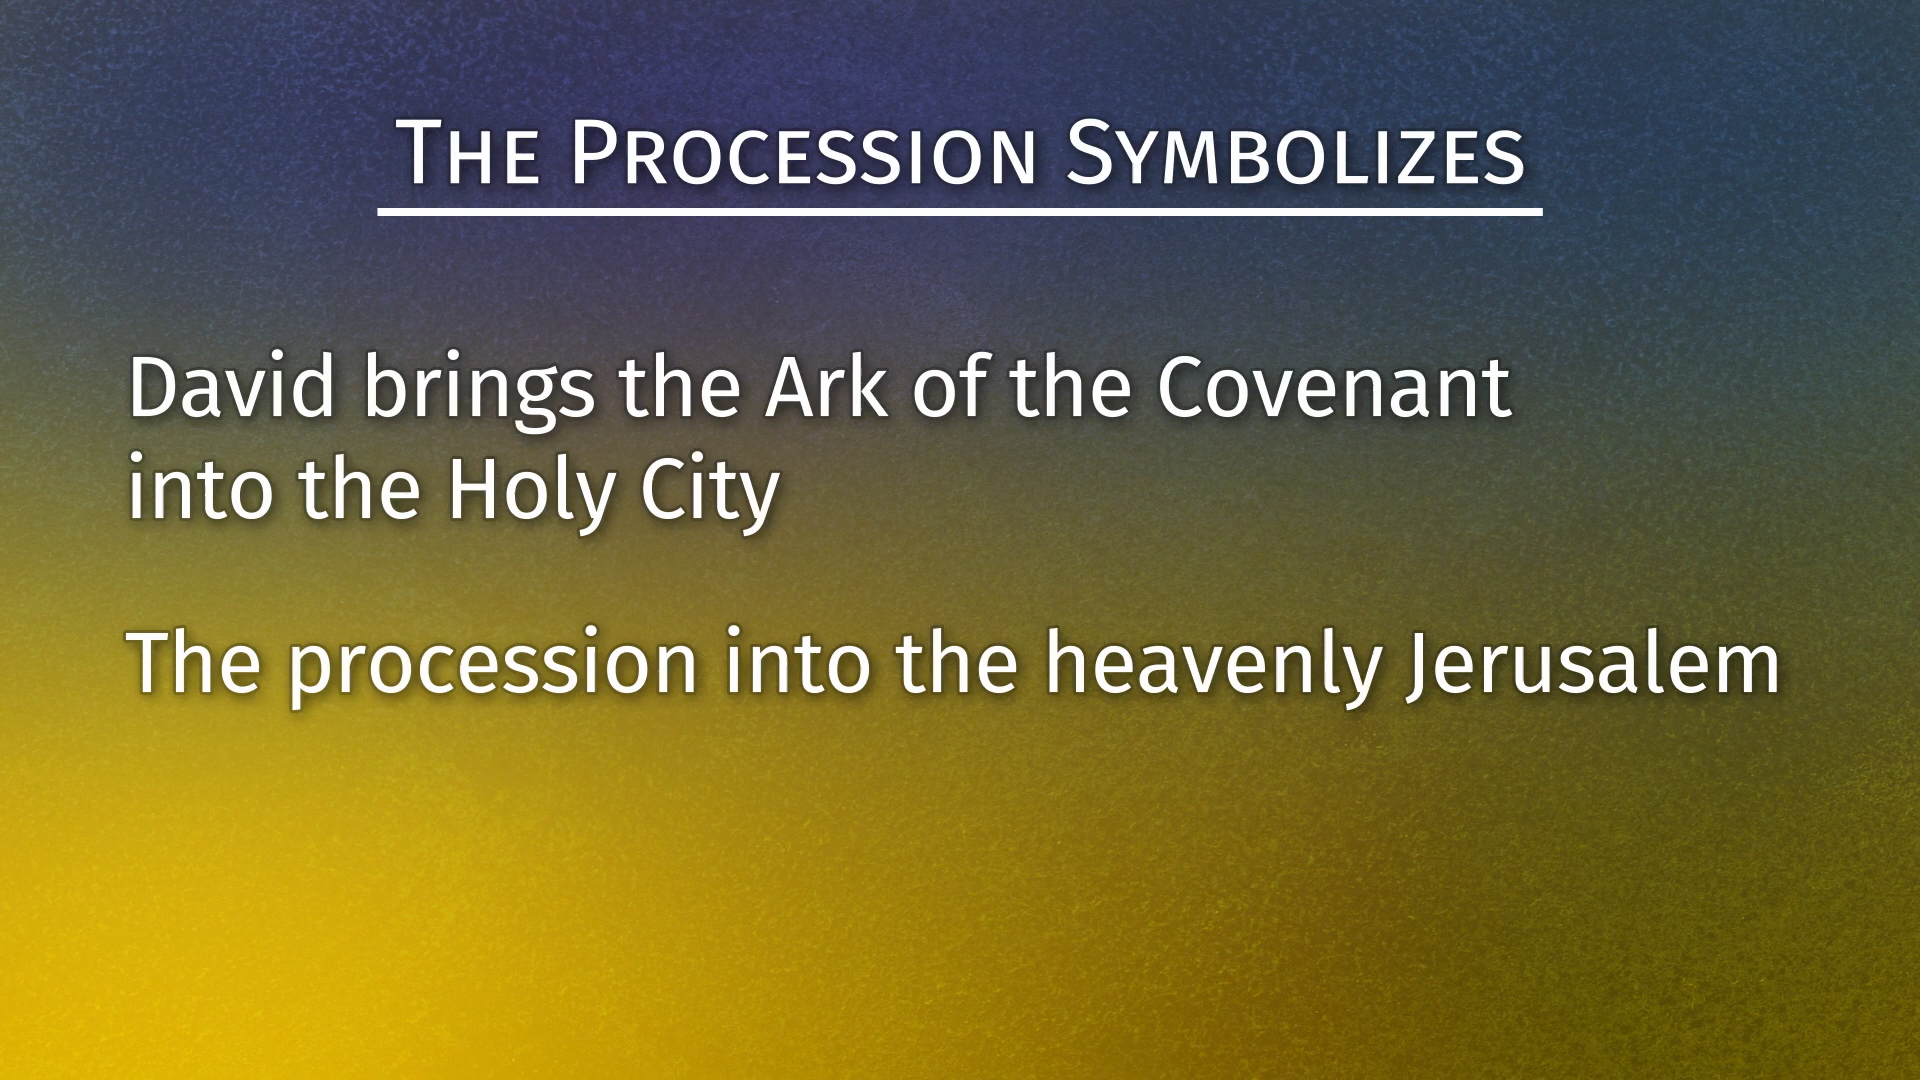 The Procession Symbolizes
David brings the Ark of the Covenant
into the Holy City
The procession into the heavenly Jerusalem